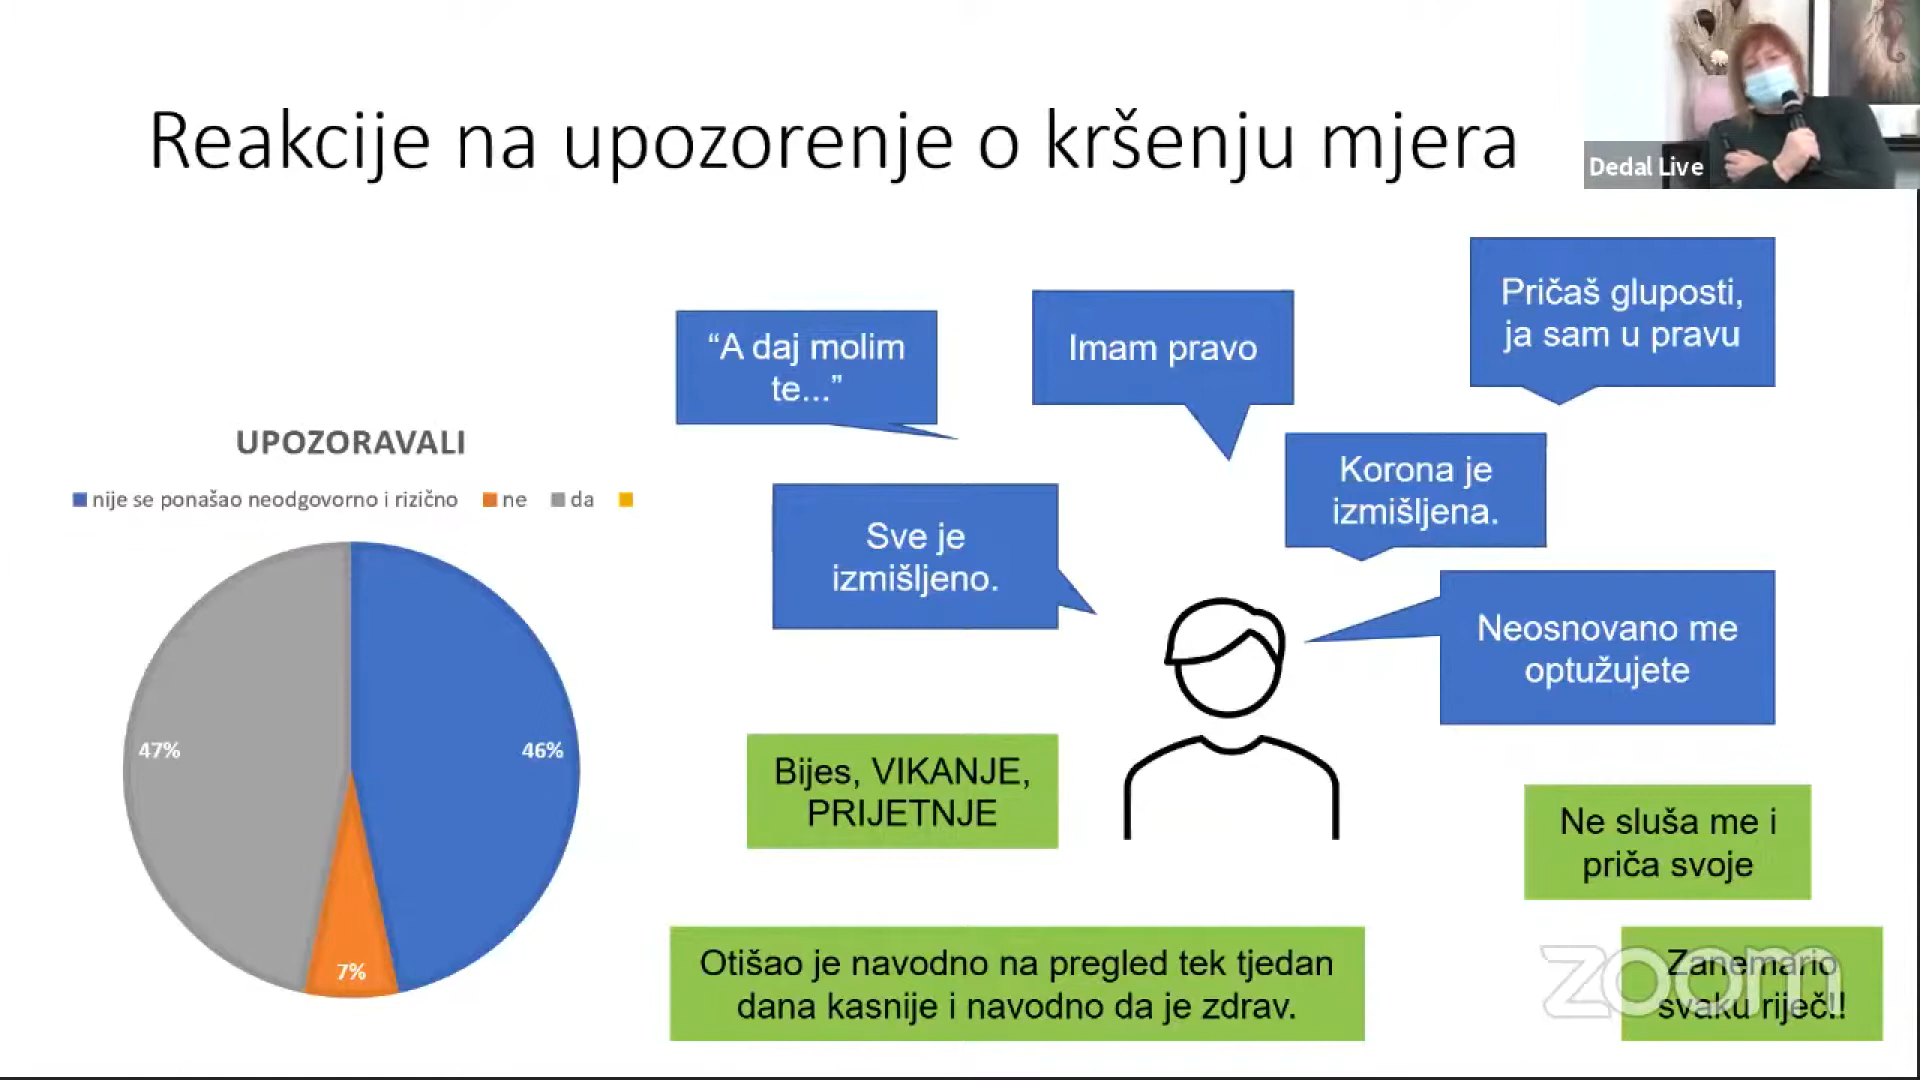 Reakcije na upozorenje o kršenju mjera
Dedal Live
Pričaš gluposti,
ja sam u pravu
“A daj molim
te...”
Imam pravo
Korona je
izmišljena.
Sve je
izmišljeno.
Neosnovano me
optužujete
UPOZORAVALI
nije se ponašao neodgovorno i rizično ne da
47%
46%
7%
Bijes, VIKANJE,
PRIJETNJE
Ne sluša me i
priča svoje
Otišao je navodno na pregled tek tjedan
dana kasnije i navodno da je zdrav.
Zanemario
svaku riječ!!
zoom